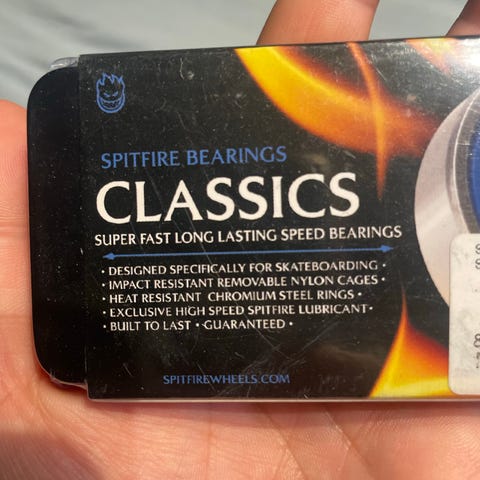 SPITFIRE BEARINGS
CLASSICS
SUPER FAST LONG LASTING SPEED BEARINGS
• DESIGNED SPECIFICALLY FOR SKATEBOARDING •
• IMPACT RESISTANT REMOVABLE NYLON CAGES •
• HEAT RESISTANT CHROMIUM STEEL RINGS •
• EXCLUSIVE HIGH SPEED SPITFIRE LUBRICANT •
• BUILT TO LAST • GUARANTEED •
SPITFIREWHEELS.COM